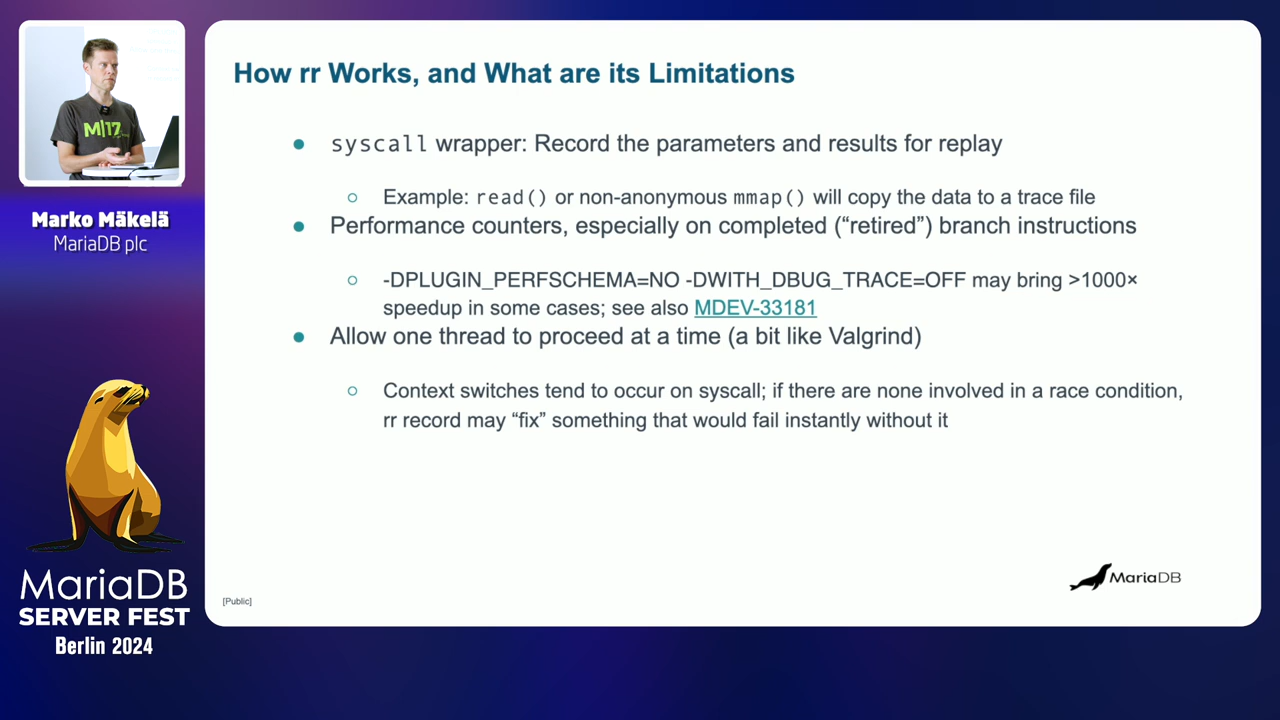 How rr Works, and What are its Limitations
● syscall wrapper: Record the parameters and results for replay
○ Example: read() or non-anonymous mmap() will copy the data to a trace file
● Performance counters, especially on completed (“retired”) branch instructions
○ -DPLUGIN_PERFSCHEMA=NO -DWITH_DBUG_TRACE=OFF may bring >1000×
speedup in some cases; see also MDEV-33181
● Allow one thread to proceed at a time (a bit like Valgrind)
○ Context switches tend to occur on syscall; if there are none involved in a race condition,
rr record may “fix” something that would fail instantly without it
MariaDB
[Public]
M|17
Marko Mäkelä
MariaDB plc
MariaDB
SERVER FEST
Berlin 2024